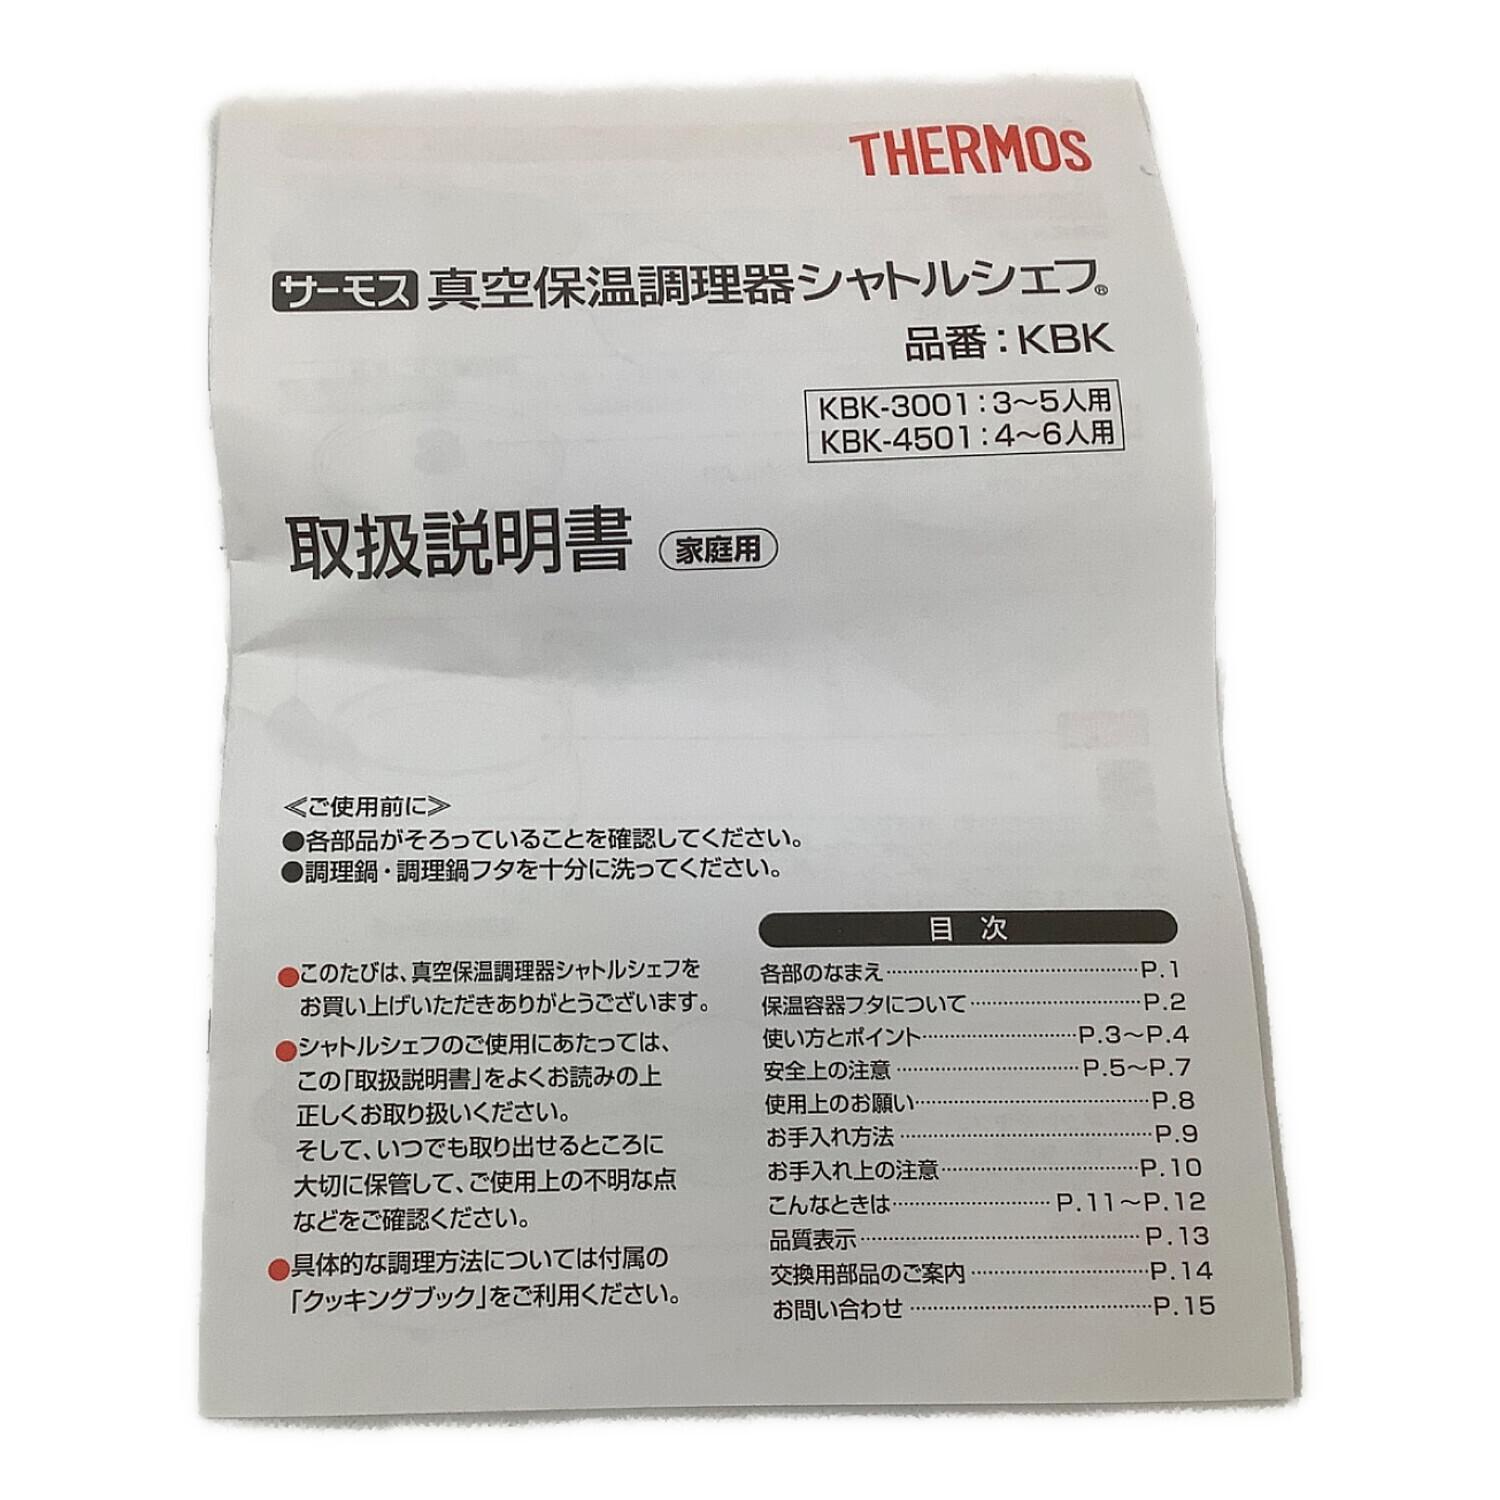 THERMOS
サーモス 真空保温調理器シャトルシェフ®
品番：KBK
KBK-3001：3～5人用
KBK-4501：4～6人用
取扱説明書 家庭用
≪ご使用前に≫
●各部品がそろっていることを確認してください。
●調理鍋・調理鍋フタを十分に洗ってください。
●このたびは、真空保温調理器シャトルシェフを
お買い上げいただきありがとうございます。
●シャトルシェフのご使用にあたっては、
この「取扱説明書」をよくお読みの上
正しくお取り扱いください。
そして、いつでも取り出せるところに
大切に保管して、ご使用上の不明な点
などをご確認ください。
●具体的な調理方法については付属の
「クッキングブック」をご利用ください。
目 次
各部のなまえ……………P.1
保温容器フタについて……………P.2
使い方とポイント……………P.3～P.4
安全上の注意……………P.5～P.7
使用上のお願い……………P.8
お手入れ方法……………P.9
お手入れ上の注意……………P.10
こんなときは……………P.11～P.12
品質表示……………P.13
交換用部品のご案内……………P.14
お問い合わせ……………P.15